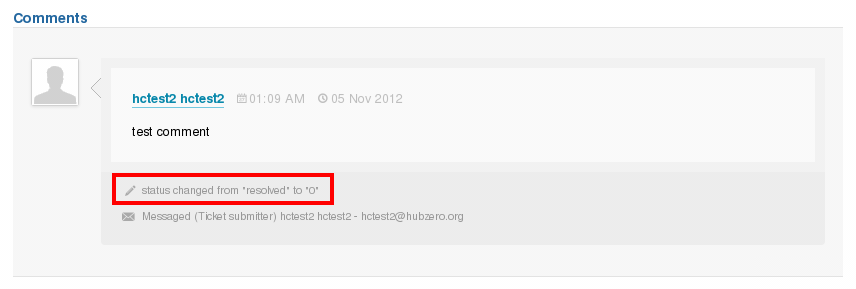 Comments
hctest2 hctest2 01:09 AM 05 Nov 2012
test comment
status changed from "resolved" to "0"
Messaged (Ticket submitter) hctest2 hctest2 - hctest2@hubzero.org